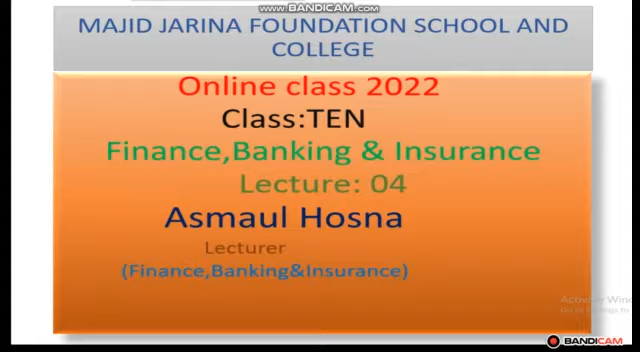 www.BANDICAM.com
MAJID JARINA FOUNDATION SCHOOL AND
COLLEGE
Online class 2022
Class:TEN
Finance,Banking & Insurance
Lecture: 04
Asmaul Hosna
Lecturer
(Finance,Banking&Insurance)
BANDICAM